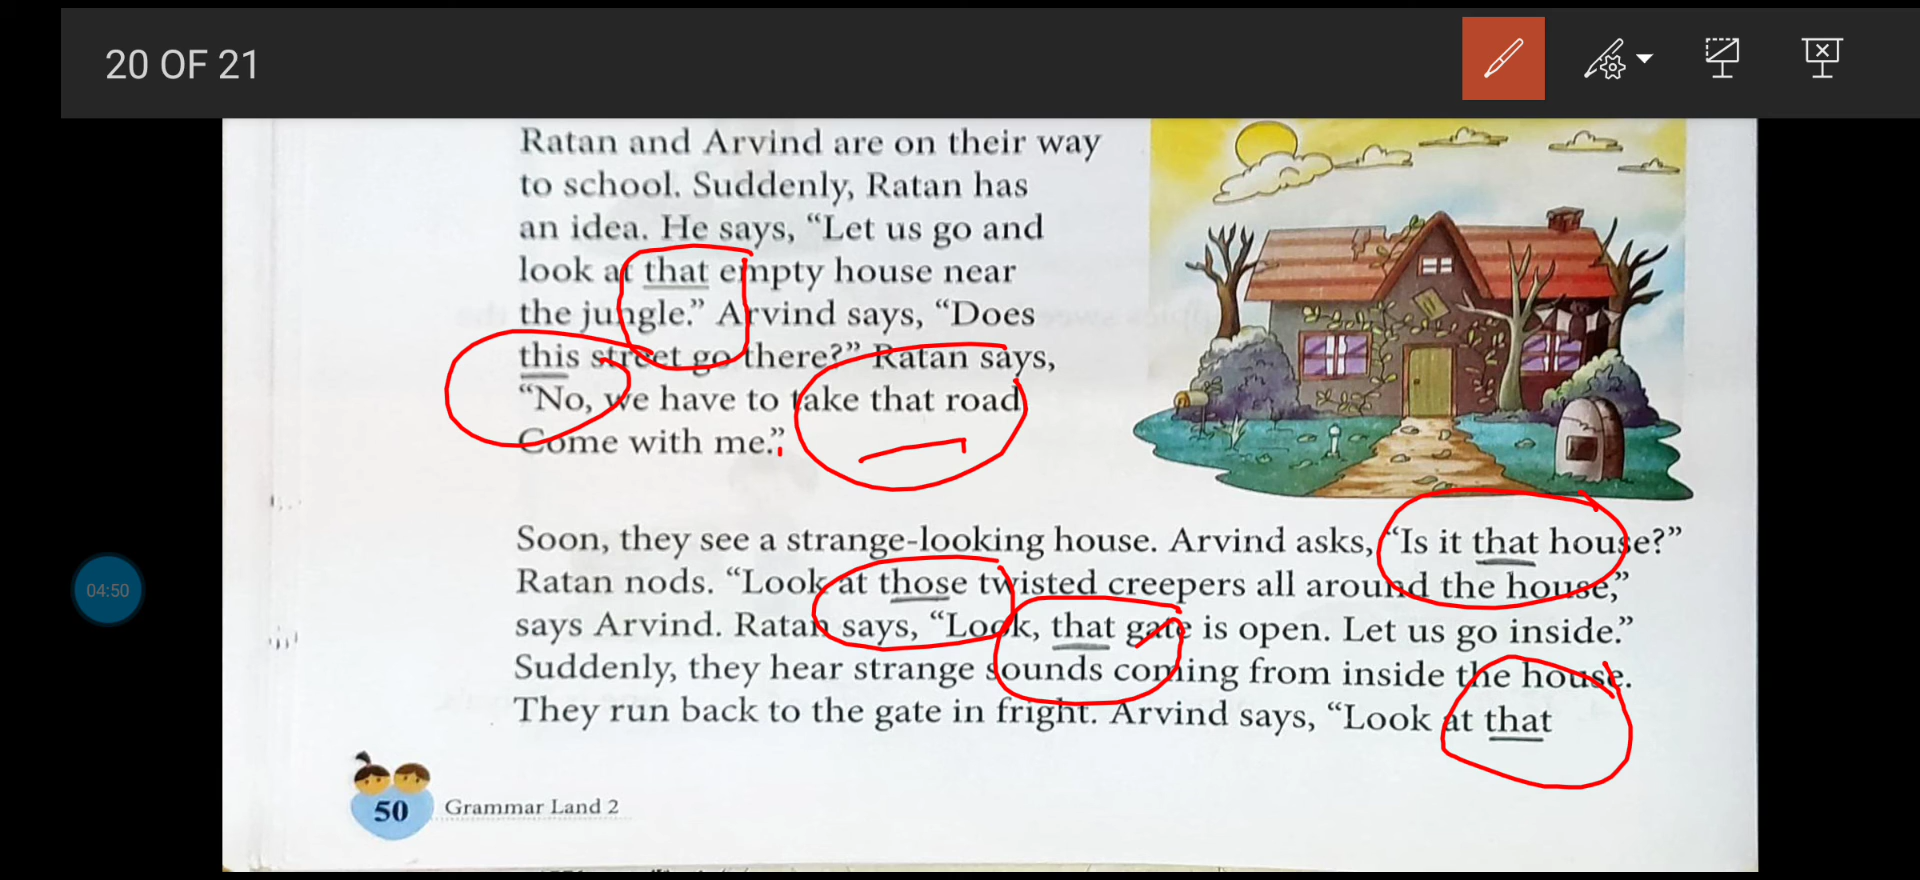 20 OF 21
Ratan and Arvind are on their way
to school. Suddenly, Ratan has
an idea. He says, “Let us go and
look at that empty house near
the jungle.” Arvind says, “Does
this street go there?” Ratan says,
“No, we have to take that road
Come with me.”
04:50
Soon, they see a strange-looking house. Arvind asks, “Is it that house?”
Ratan nods. “Look at those twisted creepers all around the house,”
says Arvind. Ratan says, “Look, that gate is open. Let us go inside.”
Suddenly, they hear strange sounds coming from inside the house.
They run back to the gate in fright. Arvind says, “Look at that
50 Grammar Land 2